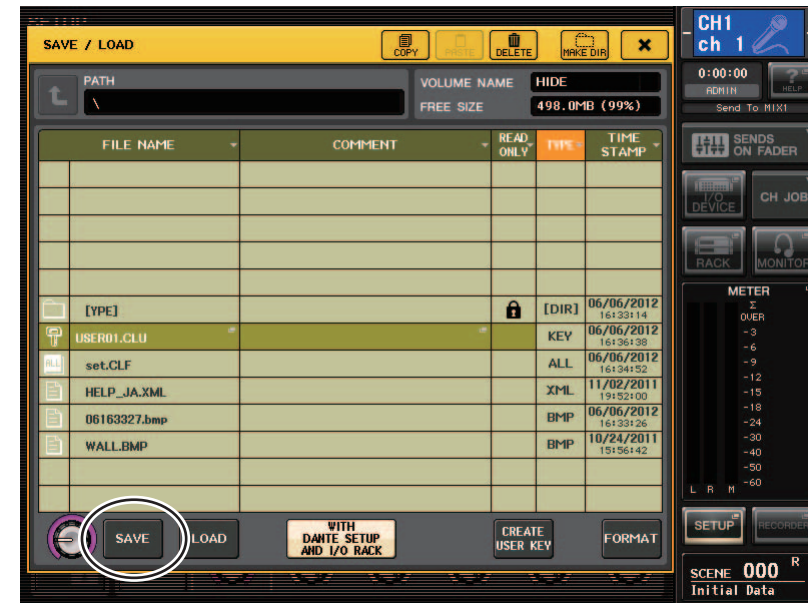 SETUP
SAVE / LOAD
COPY
PASTE
DELETE
MAKE DIR
PATH
\
VOLUME NAME HIDE
FREE SIZE 498.0MB (99%)
FILE NAME COMMENT READ ONLY TYPE TIME STAMP
[YPE] [DIR] 06/06/2012 16:33:14
USER01.CLU KEY 06/06/2012 16:36:38
ALL set.CLF ALL 06/06/2012 16:34:52
HELP_JA.XML XML 11/02/2011 19:52:00
06163327.bmp BMP 06/06/2012 16:33:26
WALL.BMP BMP 10/24/2011 15:56:42
SAVE
LOAD
WITH
DANTE SETUP
AND I/O RACK
CREATE
USER KEY
FORMAT
CH1
ch 1
0:00:00
ADMIN
?
HELP
Send To MIX1
SENDS
ON FADER
I/O
DEVICE
CH JOB
RACK
MONITOR
METER
Σ
OVER
-3
-6
-9
-12
-15
-18
-24
-30
-40
-50
-60
L R M
SETUP
RECORDER
SCENE 000 R
Initial Data